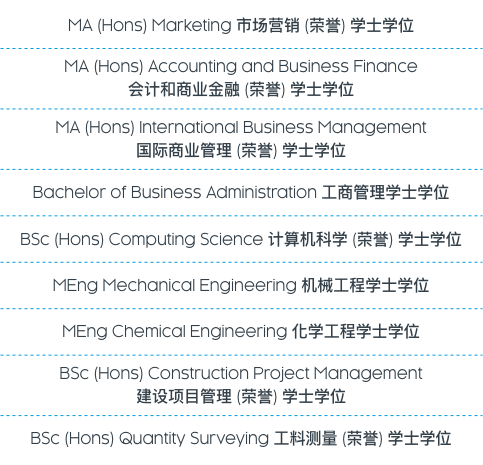 MA (Hons) Marketing 市场营销 (荣誉) 学士学位
MA (Hons) Accounting and Business Finance
会计和商业金融 (荣誉) 学士学位
MA (Hons) International Business Management
国际商业管理 (荣誉) 学士学位
Bachelor of Business Administration 工商管理学士学位
BSc (Hons) Computing Science 计算机科学 (荣誉) 学士学位
MEng Mechanical Engineering 机械工程学士学位
MEng Chemical Engineering 化学工程学士学位
BSc (Hons) Construction Project Management
建设项目管理 (荣誉) 学士学位
BSc (Hons) Quantity Surveying 工料测量 (荣誉) 学士学位